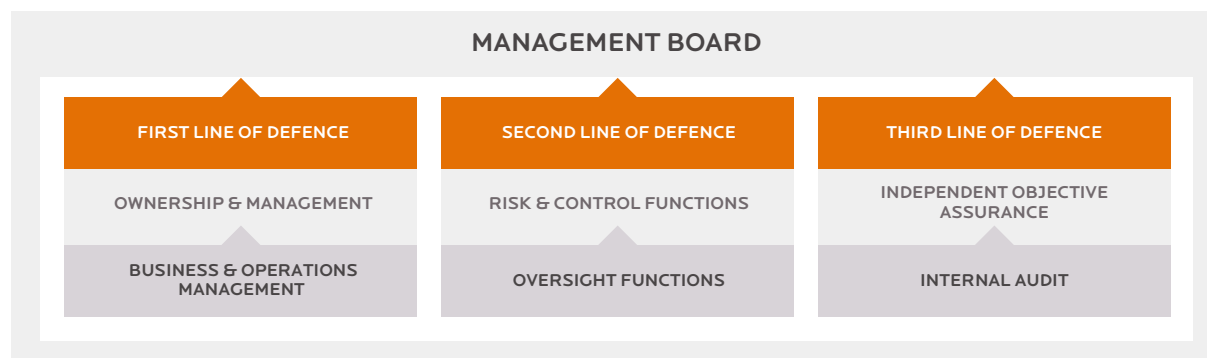 MANAGEMENT BOARD
FIRST LINE OF DEFENCE
OWNERSHIP & MANAGEMENT
BUSINESS & OPERATIONS
MANAGEMENT
SECOND LINE OF DEFENCE
RISK & CONTROL FUNCTIONS
OVERSIGHT FUNCTIONS
THIRD LINE OF DEFENCE
INDEPENDENT OBJECTIVE
ASSURANCE
INTERNAL AUDIT